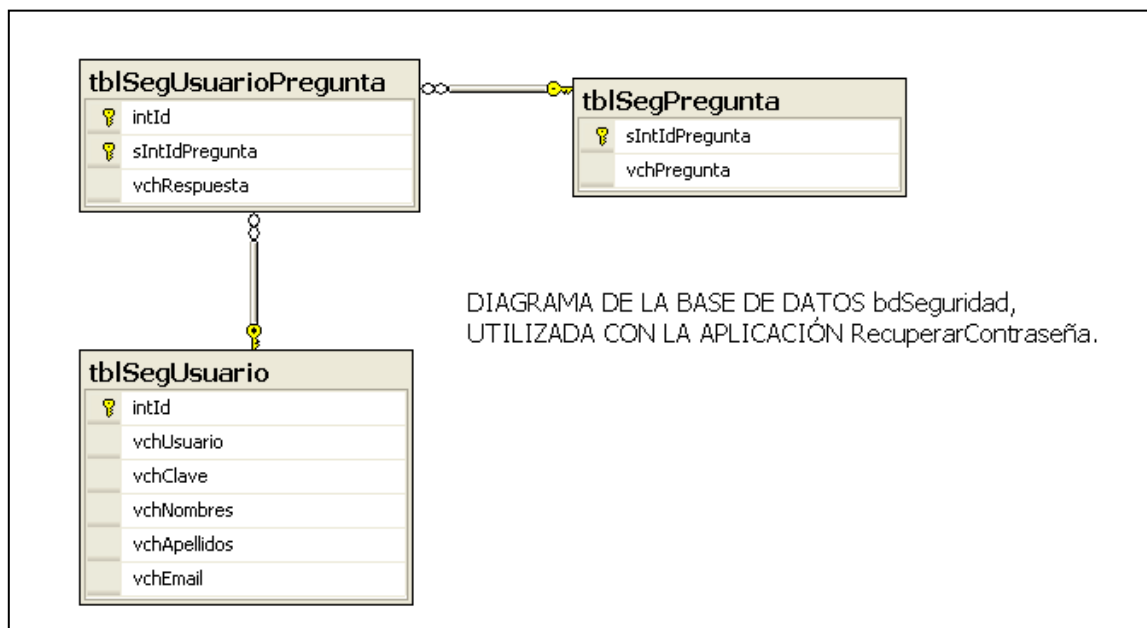 tblSegUsuarioPregunta
intId
sIntIdPregunta
vchRespuesta
tblSegPregunta
sIntIdPregunta
vchPregunta
DIAGRAMA DE LA BASE DE DATOS bdSeguridad,
UTILIZADA CON LA APLICACIÓN RecuperarContraseña.
tblSegUsuario
intId
vchUsuario
vchClave
vchNombres
vchApellidos
vchEmail